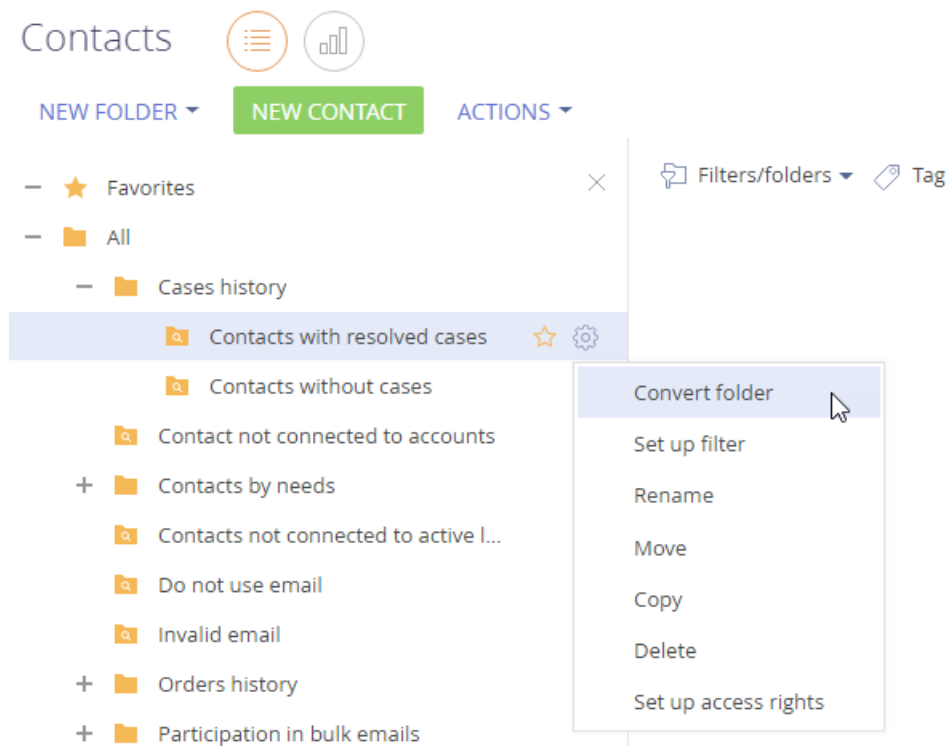 Contacts
NEW FOLDER NEW CONTACT ACTIONS
Favorites
Filters/folders Tag
All
Cases history
Contacts with resolved cases
Contacts without cases
Convert folder
Contact not connected to accounts
Set up filter
Contacts by needs
Rename
Contacts not connected to active l...
Move
Do not use email
Copy
Invalid email
Delete
Orders history
Set up access rights
Participation in bulk emails